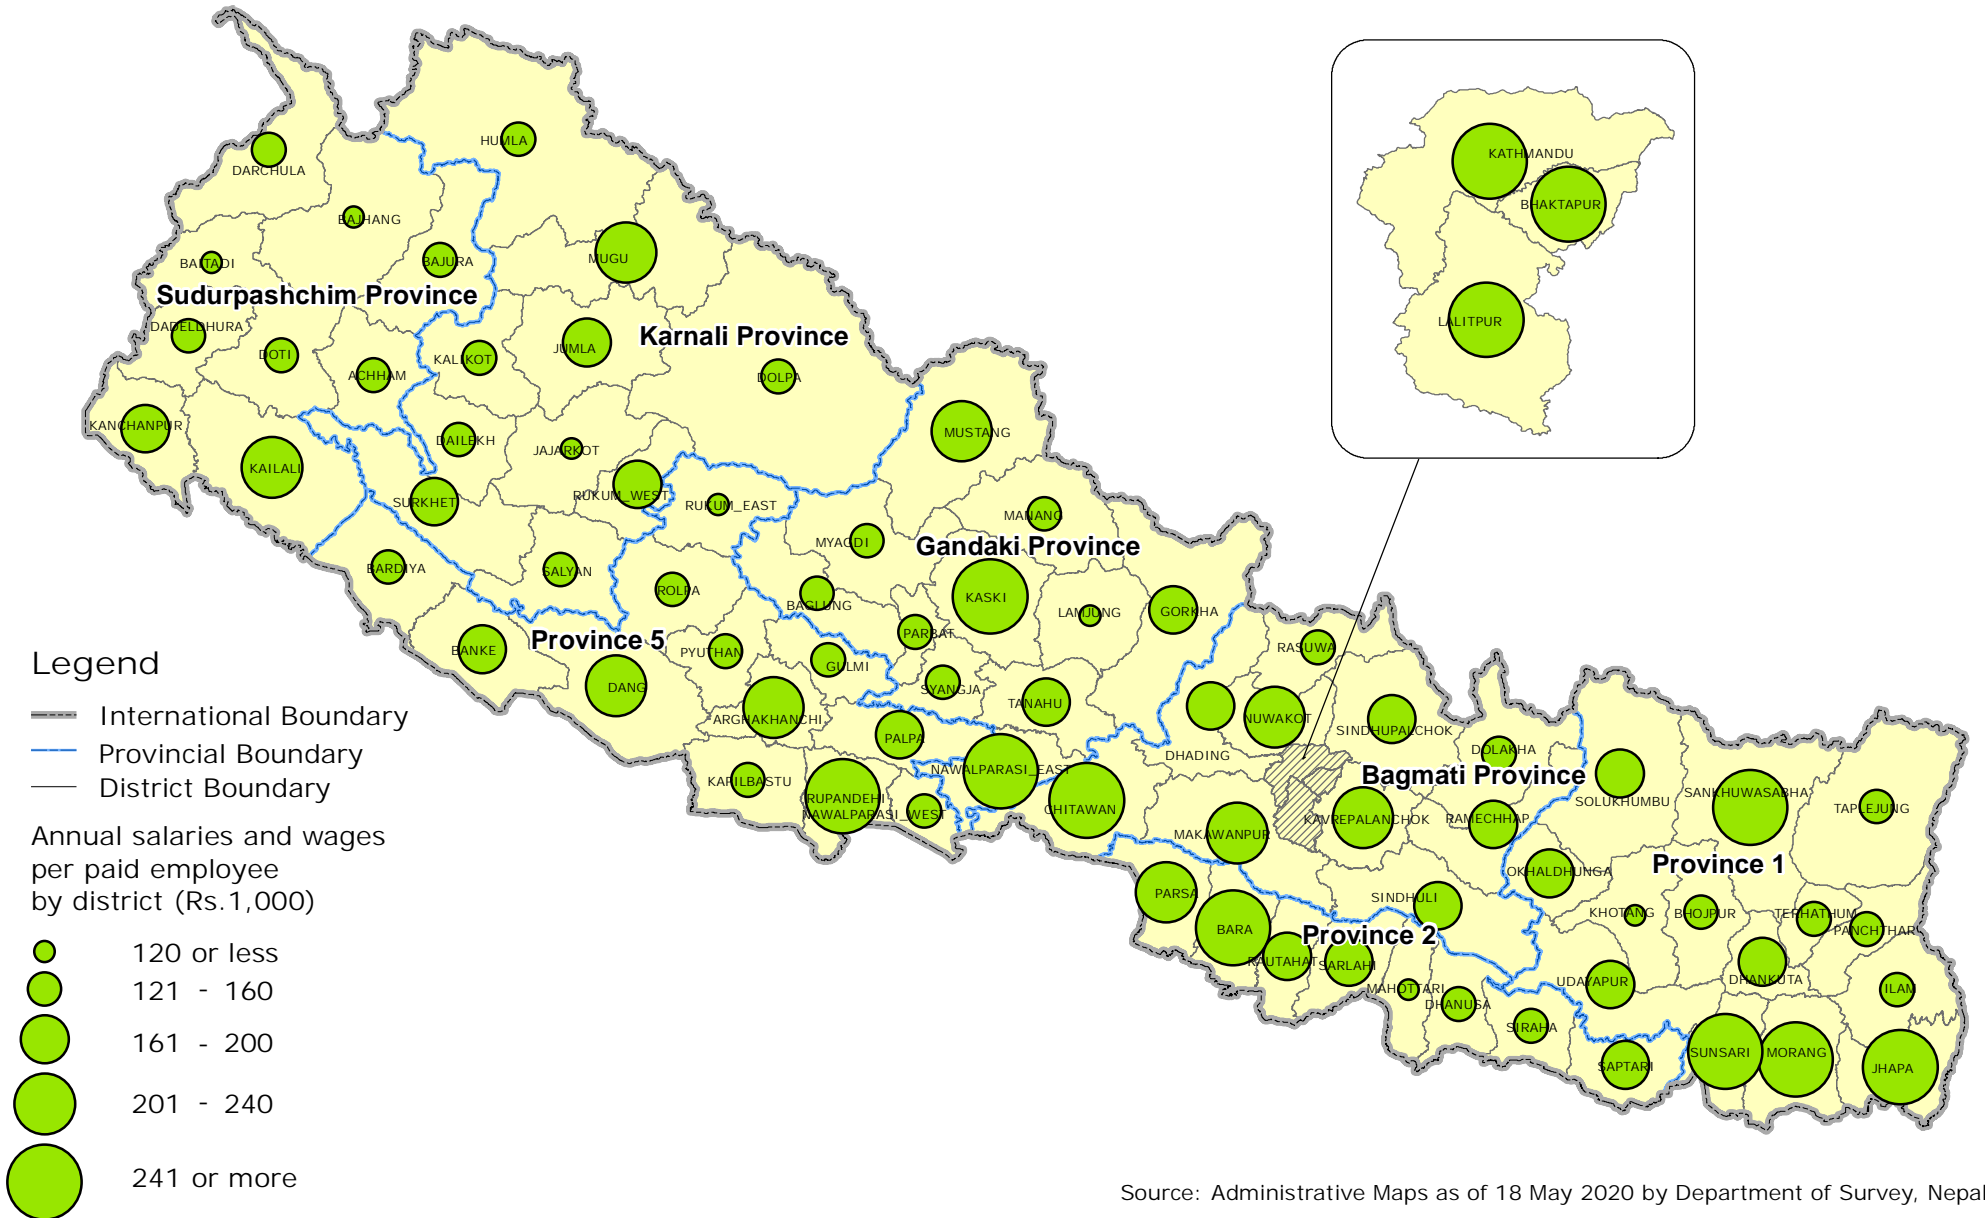 KATHMANDU
BHAKTAPUR
LALITPUR
HUMLA
DARCHULA
BAJHANG
BAITADI
BAJURA
MUGU
Sudurpashchim Province
DADELDHURA
DOTI
ACHHAM
KALIKOT
JUMLA
Karnali Province
DOLPA
KANCHANPUR
KAILALI
DAILEKH
JAJARKOT
MUSTANG
SURKHET
RUKUM_WEST
RUKUM_EAST
MANANG
MYAGDI
Gandaki Province
BARDIYA
SALYAN
ROLPA
BAGLUNG
KASKI
LAMJUNG
GORKHA
PARBAT
BANKE
Province 5
PYUTHAN
GULMI
RASUWA
DANG
SYANGJA
TANAHU
ARGHAKHANCHI
PALPA
NUWAKOT
SINDHUPALCHOK
DHADING
DOLAKHA
NAWALPARASI_EAST
Bagmati Province
KAPILBASTU
RUPANDEHI
NAWALPARASI_WEST
CHITAWAN
SOLUKHUMBU
SANKHUWASABHA
TAPLEJUNG
MAKAWANPUR
KAVREPALANCHOK
RAMECHHAP
Province 1
OKHALDHUNGA
PARSA
SINDHULI
KHOTANG
BHOJPUR
TERHATHUM
PANCHTHAR
BARA
Province 2
RAUTAHAT
SARLAHI
MAHOTTARI
DHANUSA
UDAYAPUR
DHANKUTA
ILAM
SIRAHA
SAPTARI
SUNSARI
MORANG
JHAPA
Legend
International Boundary
Provincial Boundary
District Boundary
Annual salaries and wages
per paid employee
by district (Rs.1,000)
120 or less
121 - 160
161 - 200
201 - 240
241 or more
Source: Administrative Maps as of 18 May 2020 by Department of Survey, Nepal